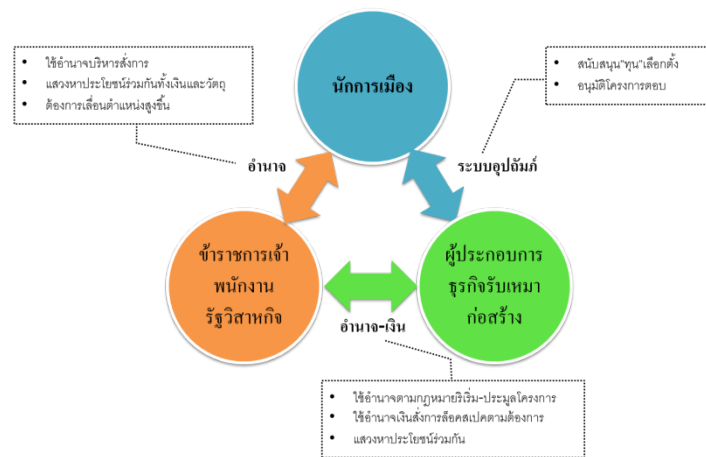 • ใช้อำนาจบริหารสั่งการ
• แสวงหาประโยชน์ร่วมกันทั้งเงินและวัตถุ
• ต้องการเลื่อนตำแหน่งสูงขึ้น
นักการเมือง
• สนับสนุน"ทุน"เลือกตั้ง
• อนุมัติโครงการตอบ
อำนาจ
ระบบอุปถัมภ์
ข้าราชการเจ้า
พนักงาน
รัฐวิสาหกิจ
ผู้ประกอบการ
ธุรกิจรับเหมา
ก่อสร้าง
อำนาจ-เงิน
• ใช้อำนาจตามกฎหมายริเริ่ม-ประมูลโครงการ
• ใช้อำนาจเงินสั่งการล็อคสเปคตามต้องการ
• แสวงหาประโยชน์ร่วมกัน